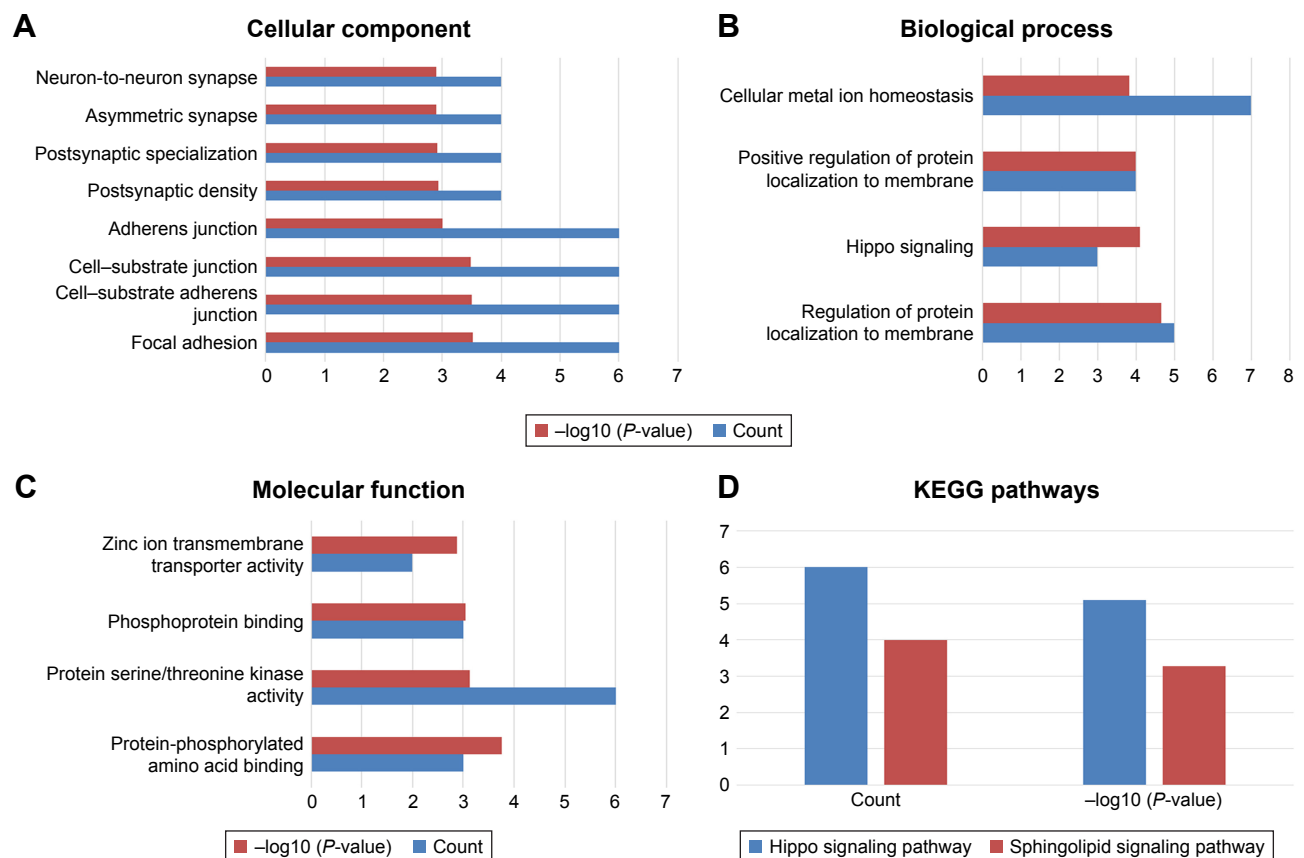 A
Cellular component
Neuron-to-neuron synapse
Asymmetric synapse
Postsynaptic specialization
Postsynaptic density
Adherens junction
Cell–substrate junction
Cell–substrate adherens
junction
Focal adhesion
0 1 2 3 4 5 6 7
B
Biological process
Cellular metal ion homeostasis
Positive regulation of protein
localization to membrane
Hippo signaling
Regulation of protein
localization to membrane
0 1 2 3 4 5 6 7 8
–log10 (P-value) Count
C
Molecular function
Zinc ion transmembrane
transporter activity
Phosphoprotein binding
Protein serine/threonine kinase
activity
Protein-phosphorylated
amino acid binding
0 1 2 3 4 5 6 7
–log10 (P-value) Count
D
KEGG pathways
7
6
5
4
3
2
1
0
Count –log10 (P-value)
Hippo signaling pathway Sphingolipid signaling pathway